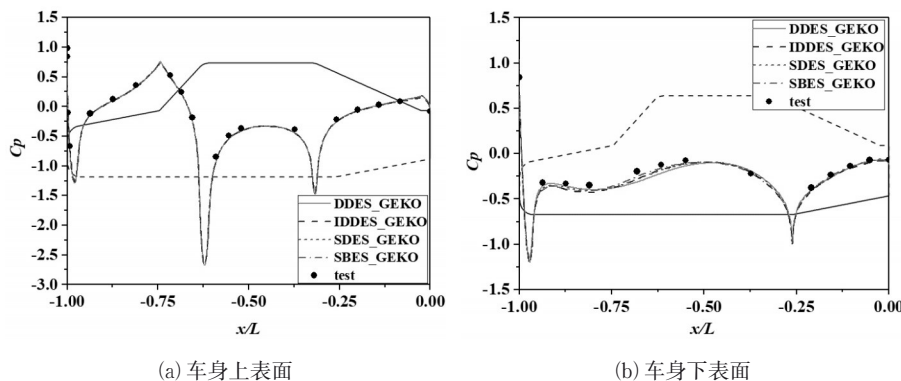 1.5
1.0
0.5
0.0
-0.5
-1.0
-1.5
-2.0
-2.5
-3.0
Cp
DDES_GEKO
IDDES_GEKO
SDES_GEKO
SBES_GEKO
test
-1.00
-0.75
-0.50
-0.25
0.00
x/L
(a) 车身上表面
1.5
1.0
0.5
0.0
-0.5
-1.0
1.5
Cp
DDES_GEKO
IDDES_GEKO
SDES_GEKO
SBES_GEKO
test
-1.00
-0.75
-0.50
-0.25
0.00
x/L
(b) 车身下表面